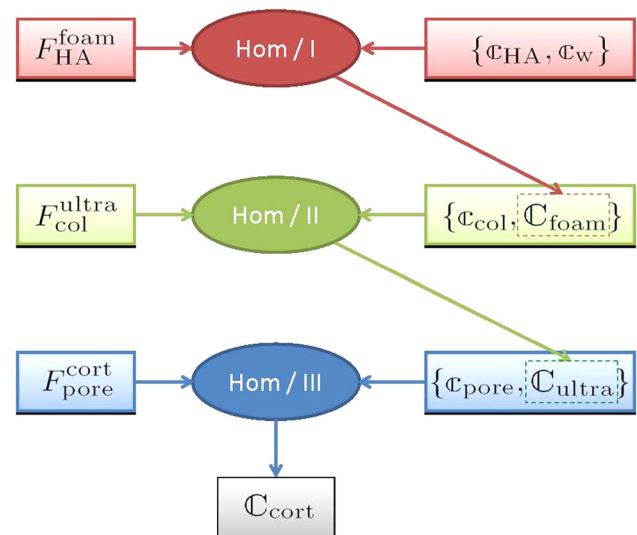 F_HA^foam Hom / I {𝕔_HA, 𝕔_w}
F_col^ultra Hom / II {𝕔_col, ℂ_foam}
F_pore^cort Hom / III {𝕔_pore, ℂ_ultra}
ℂ_cort